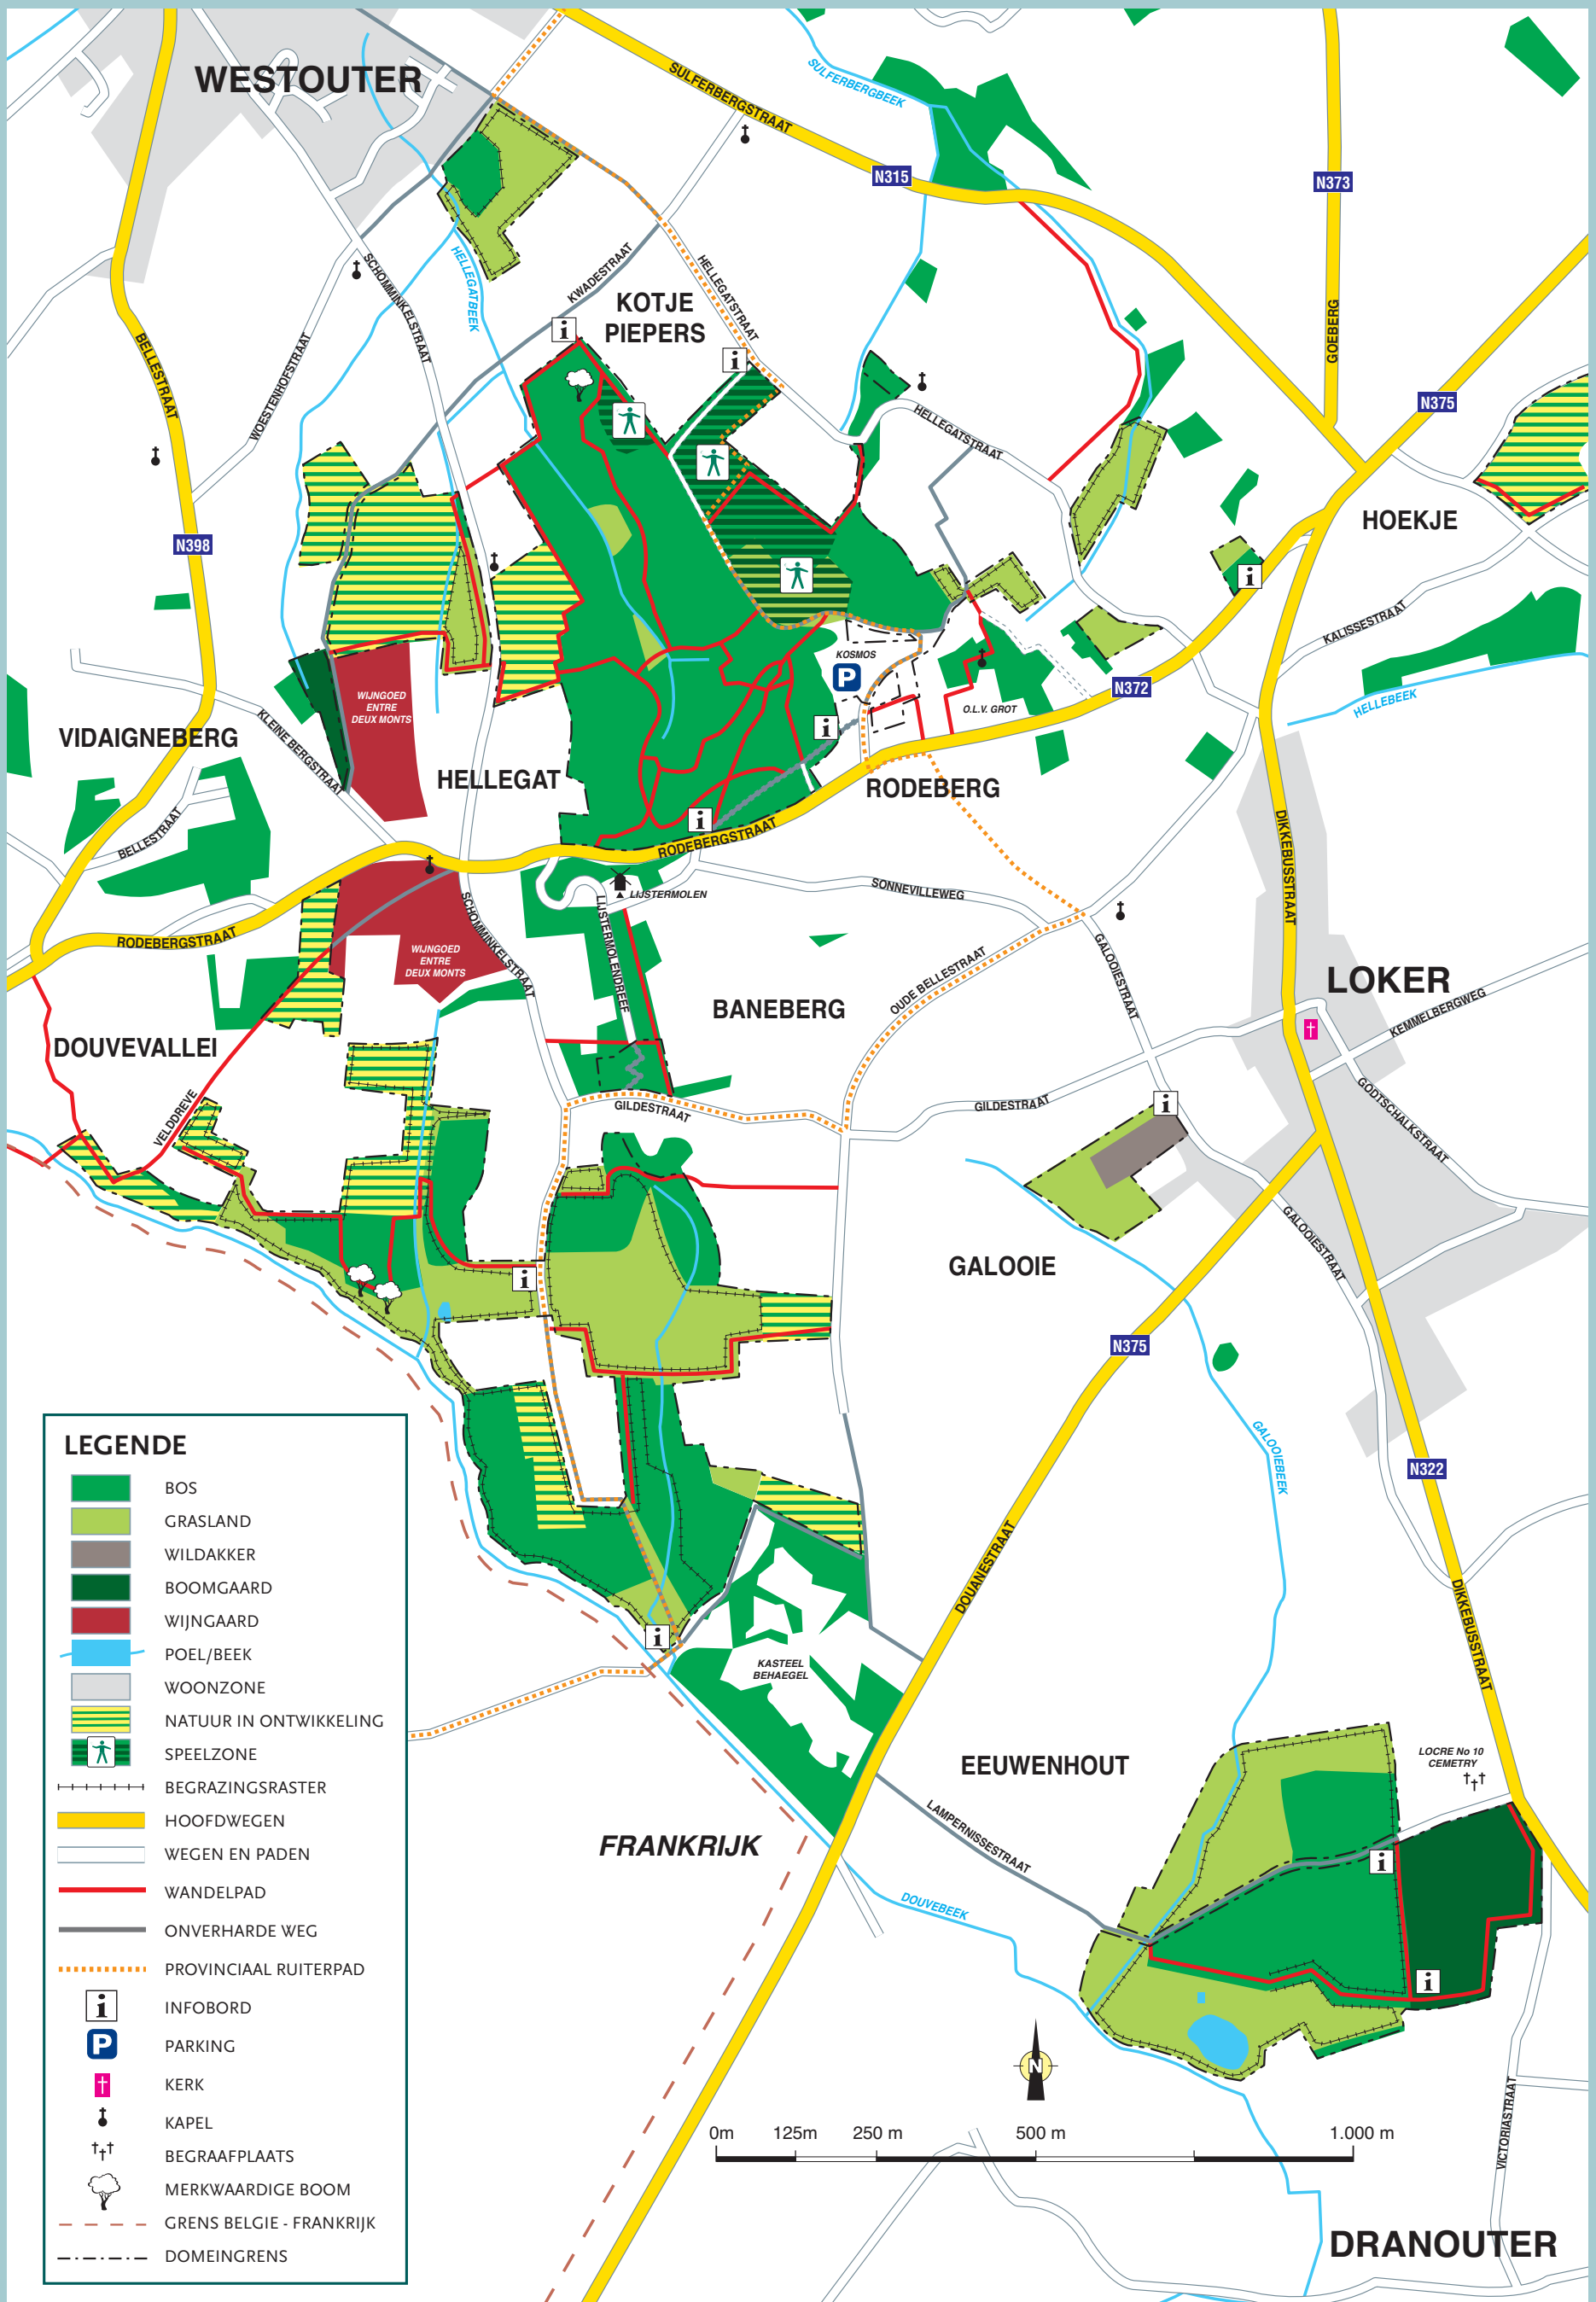 WESTOUTER
SULFERBERGSTRAAT
SULFERBERGBEEK
N315
N373
GOEBERG
N375
HELLEGATBEEK
SCHOMMINKELSTRAAT
KWADESTRAAT
HELLEGATSTRAAT
KOTJE
PIEPERS
i
i
BELLESTRAAT
WOESTENHOFSTRAAT
HELLEGATSTRAAT
HOEKJE
N398
i
KALISSESTRAAT
KOSMOS
P
N372
HELLEBEEK
WIJNGOED
ENTRE
DEUX MONTS
O.L.V. GROT
i
VIDAIGNEBERG
KLEINE BERGSTRAAT
HELLEGAT
RODEBERG
BELLESTRAAT
i
RODEBERGSTRAAT
DIKKEBUSSTRAAT
LIJSTERMOLEN
SONNEVILLEWEG
RODEBERGSTRAAT
SCHOMMINKELSTRAAT
LIJSTERMOLENDREEF
WIJNGOED
ENTRE
DEUX MONTS
OUDE BELLESTRAAT
GALOOIESTRAAT
LOKER
BANEBERG
KEMMELBERGWEG
DOUVEVALLEI
VELDDREVE
GILDESTRAAT
GILDESTRAAT
i
GODTSCHALKSTRAAT
GALOOIE
GALOOIESTRAAT
i
N375
GALOOIEBEEK
N322
DOUANESTRAAT
DIKKEBUSSTRAAT
i
KASTEEL
BEHAEGEL
EEUWENHOUT
LOCRE No 10
CEMETRY
LAMPERNISSESTRAAT
FRANKRIJK
i
DOUVEBEEK
i
N
VICTORIASTRAAT
0m 125m 250 m 500 m 1.000 m
DRANOUTER
LEGENDE
BOS
GRASLAND
WILDAKKER
BOOMGAARD
WIJNGAARD
POEL/BEEK
WOONZONE
NATUUR IN ONTWIKKELING
SPEELZONE
BEGRAZINGSRASTER
HOOFDWEGEN
WEGEN EN PADEN
WANDELPAD
ONVERHARDE WEG
PROVINCIAAL RUITERPAD
i INFOBORD
P PARKING
KERK
KAPEL
BEGRAAFPLAATS
MERKWAARDIGE BOOM
GRENS BELGIE - FRANKRIJK
DOMEINGRENS